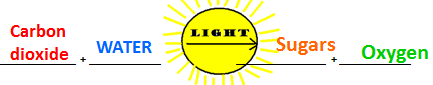 Carbon
dioxide + WATER LIGHT Sugars + Oxygen